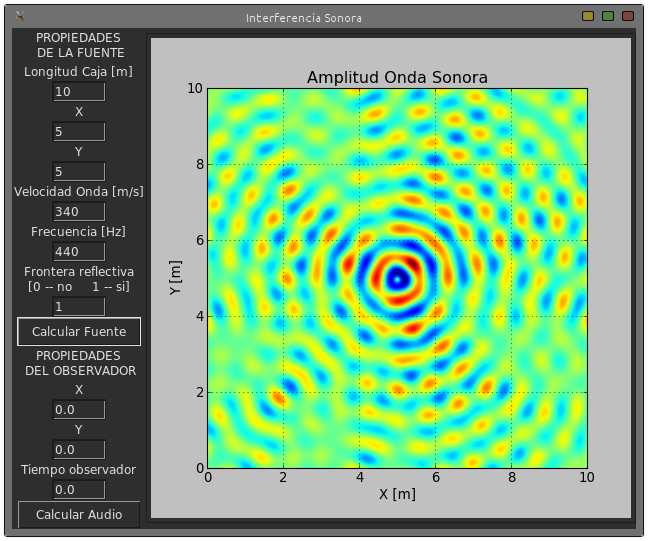 Interferencia Sonora
PROPIEDADES
DE LA FUENTE
Longitud Caja [m]
10
X
5
Y
5
Velocidad Onda [m/s]
340
Frecuencia [Hz]
440
Frontera reflectiva
[0 -- no 1 -- si]
1
Calcular Fuente
PROPIEDADES
DEL OBSERVADOR
X
0.0
Y
0.0
Tiempo observador
0.0
Calcular Audio
Amplitud Onda Sonora
10
8
6
4
2
0
Y [m]
0 2 4 6 8 10
X [m]